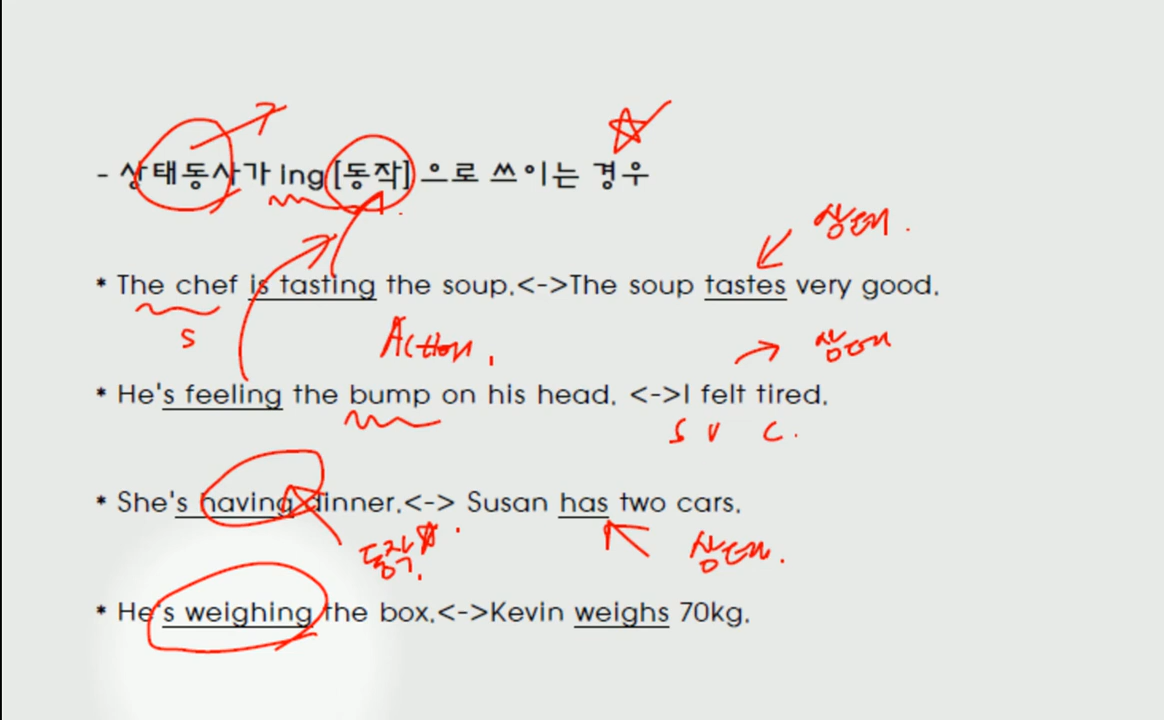 - 상태동사가 ing[동작]으로 쓰이는 경우
상태.
* The chef is tasting the soup.<->The soup tastes very good.
s
Action.
상태
* He's feeling the bump on his head. <->I felt tired.
S V C.
* She's having dinner.<-> Susan has two cars.
동작.
상태.
* He's weighing the box.<->Kevin weighs 70kg.